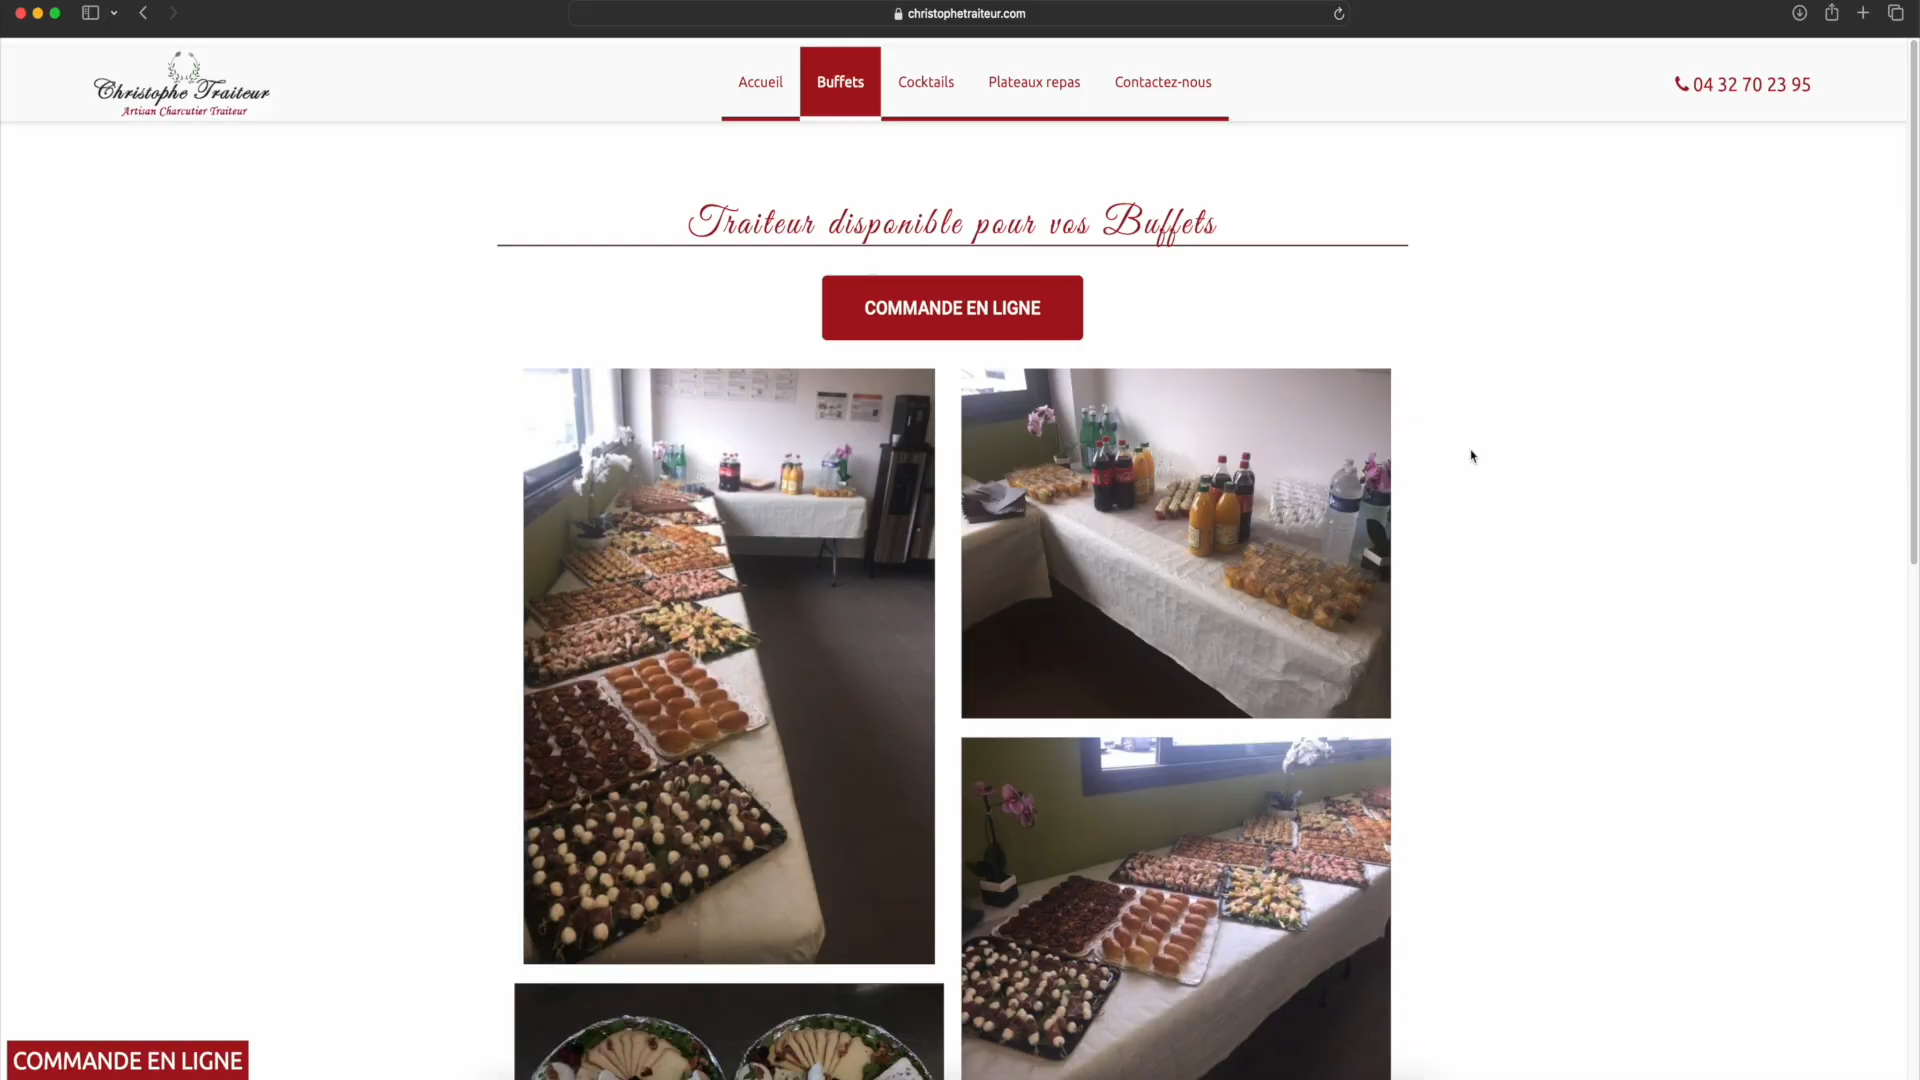 christophetraiteur.com
Christophe Traiteur
Artisan Charcutier Traiteur
Accueil
Buffets
Cocktails
Plateaux repas
Contactez-nous
04 32 70 23 95
Traiteur disponible pour vos Buffets
COMMANDE EN LIGNE
COMMANDE EN LIGNE